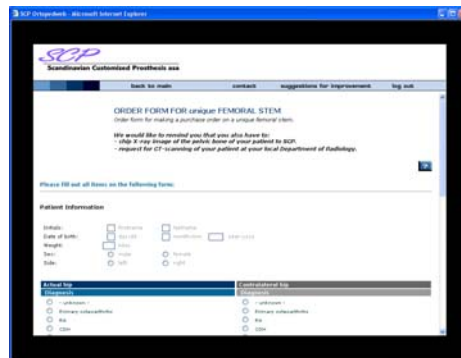 SCP Ortopedweb - Microsoft Internet Explorer
SCP
Scandinavian Customized Prosthesis asa
back to main contact suggestions for improvement log out
ORDER FORM FOR unique FEMORAL STEM
Order form for making a purchase order on a unique femoral stem.
We would like to remind you that you also have to:
- ship X-ray image of the pelvic bone of your patient to SCP.
- request for CT-scanning of your patient at your local Department of Radiology.
?
Please fill out all items on the following form:
Patient Information
Initials: firstname lastname
Date of birth: day
Weight: kilos
Sex: male female
Side: left right
Actual hip Contralateral hip
Diagnosis Diagnosis
- unknown - - unknown -
Primary osteoarthritis Primary osteoarthritis
RA RA
CDH CDH